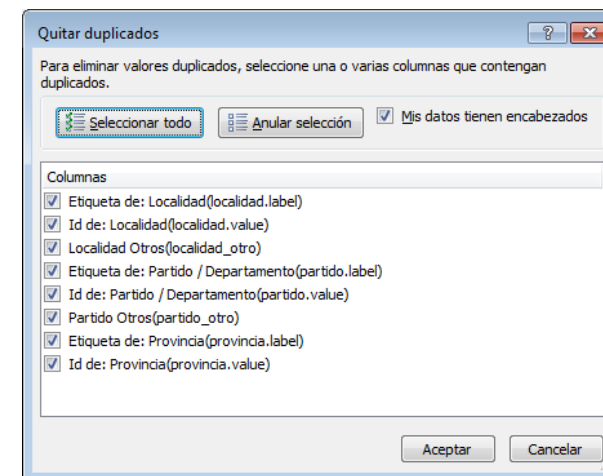 Quitar duplicados
Para eliminar valores duplicados, seleccione una o varias columnas que contengan
duplicados.
Seleccionar todo
Anular selección
Mis datos tienen encabezados
Columnas
Etiqueta de: Localidad(localidad.label)
Id de: Localidad(localidad.value)
Localidad Otros(localidad_otro)
Etiqueta de: Partido / Departamento(partido.label)
Id de: Partido / Departamento(partido.value)
Partido Otros(partido_otro)
Etiqueta de: Provincia(provincia.label)
Id de: Provincia(provincia.value)
Aceptar
Cancelar